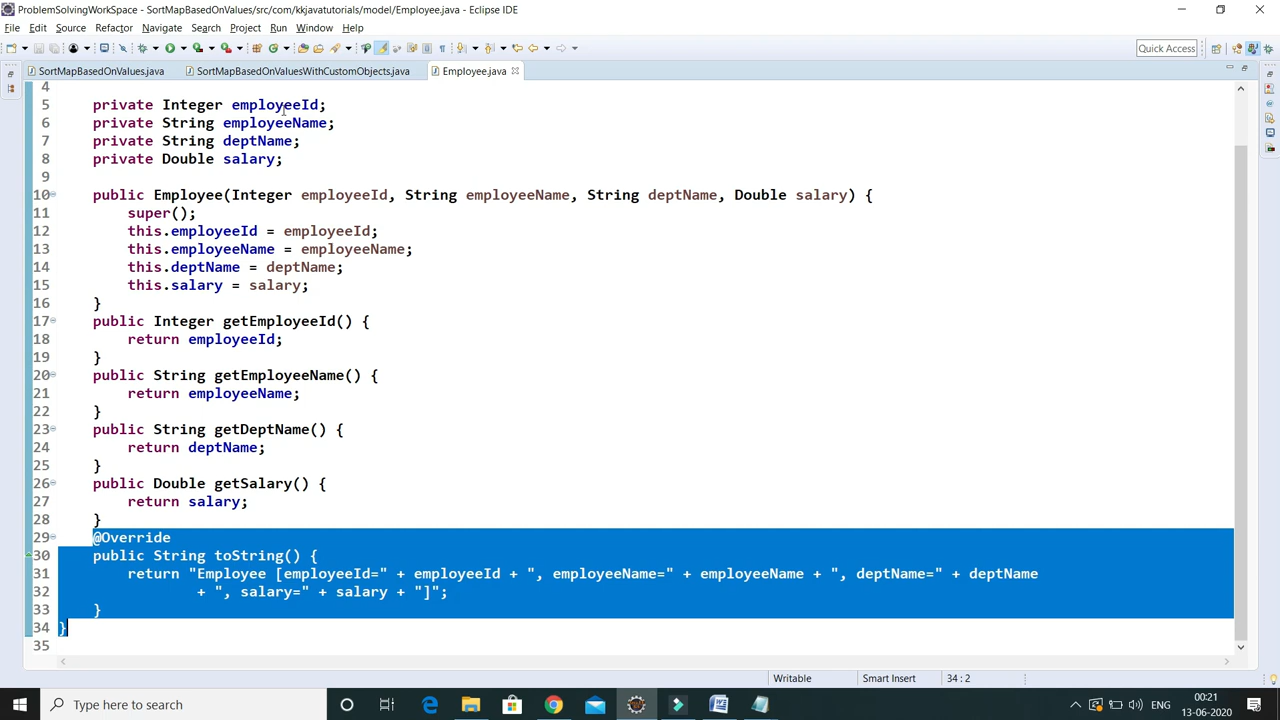 ProblemSolvingWorkSpace - SortMapBasedOnValues/src/com/kkjavatutorials/model/Employee.java - Eclipse IDE
File Edit Source Refactor Navigate Search Project Run Window Help
Quick Access
SortMapBasedOnValues.java SortMapBasedOnValuesWithCustomObjects.java Employee.java
4
5 private Integer employeeId;
6 private String employeeName;
7 private String deptName;
8 private Double salary;
9
10 public Employee(Integer employeeId, String employeeName, String deptName, Double salary) {
11 super();
12 this.employeeId = employeeId;
13 this.employeeName = employeeName;
14 this.deptName = deptName;
15 this.salary = salary;
16 }
17 public Integer getEmployeeId() {
18 return employeeId;
19 }
20 public String getEmployeeName() {
21 return employeeName;
22 }
23 public String getDeptName() {
24 return deptName;
25 }
26 public Double getSalary() {
27 return salary;
28 }
29 @Override
30 public String toString() {
31 return "Employee [employeeId=" + employeeId + ", employeeName=" + employeeName + ", deptName=" + deptName
32 + ", salary=" + salary + "]";
33 }
34 }
35
Writable Smart Insert 34 : 2
Type here to search
ENG
00:21
13-06-2020